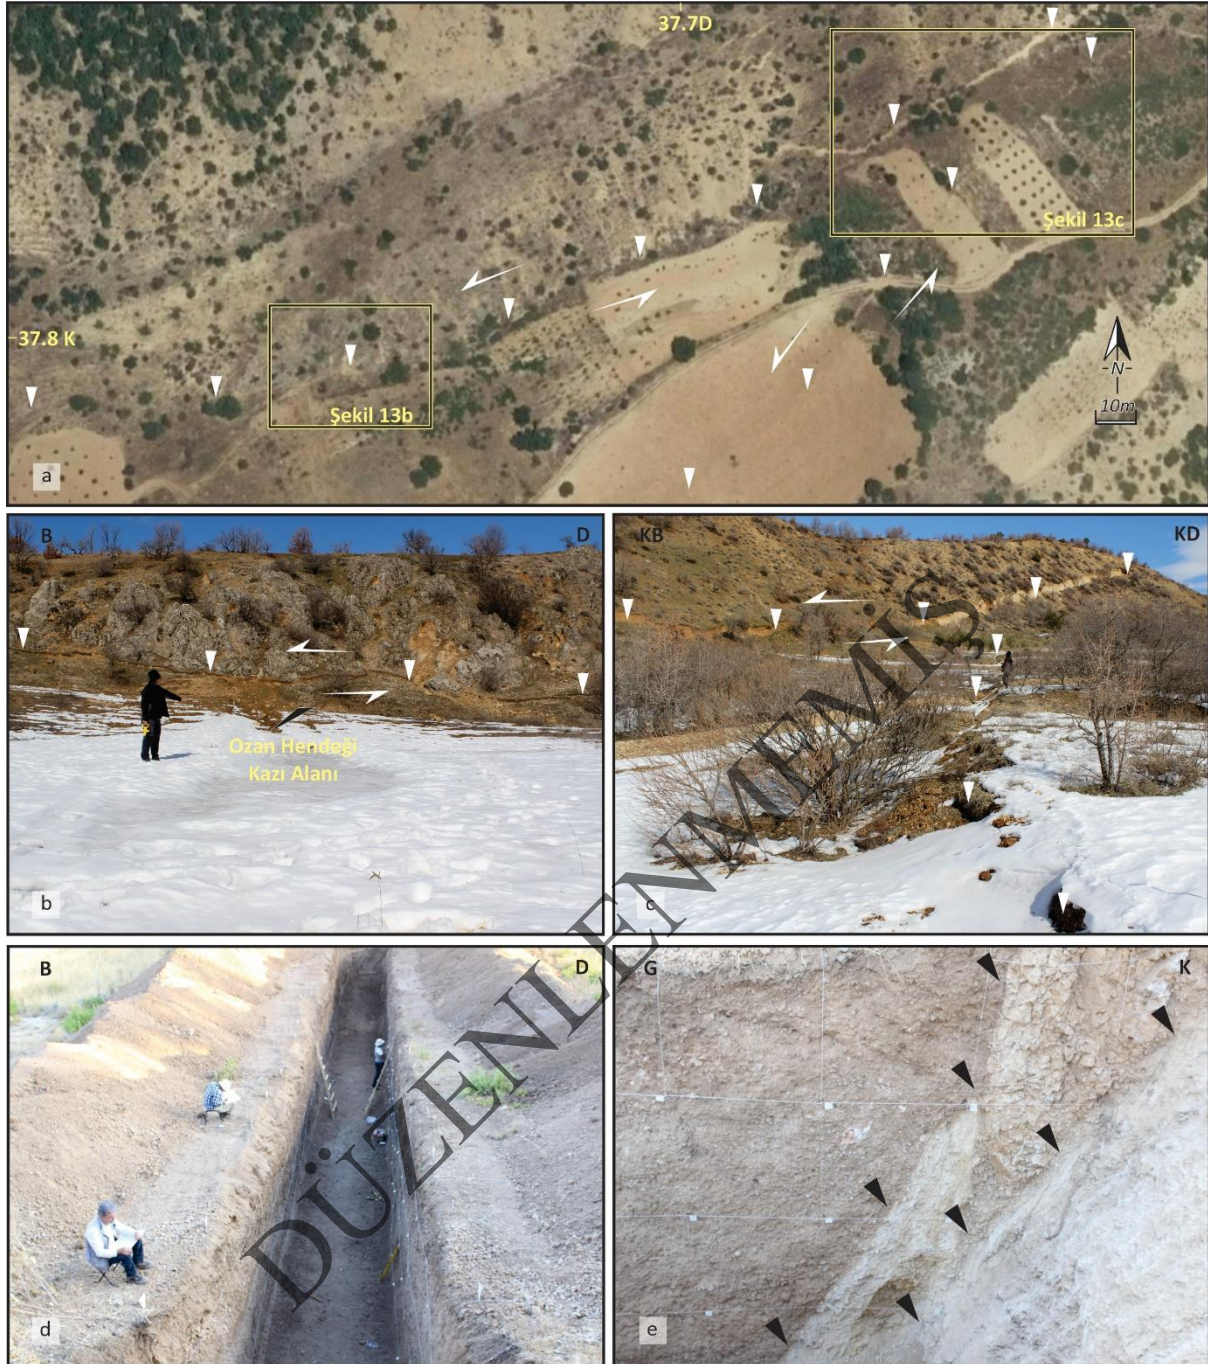 37.7D
Şekil 13c
37.8 K
Şekil 13b
-N-
10m
a
B
D
Ozan Hendeği
Kazı Alanı
b
KB
KD
c
B
D
d
G
K
e
DÜZENLENMEMİŞ